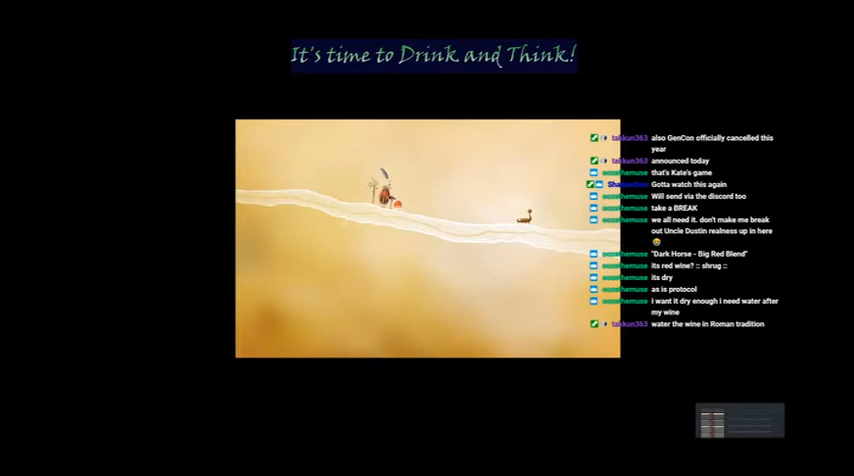 It's time to Drink and Think!
takkun363 also GenCon officially cancelled this
year
takkun363 announced today
that's Kate's game
Gotta watch this again
Will send via the discord too
take a BREAK
we all need it. don't make me break
out Uncle Dustin realness up in here
"Dark Horse - Big Red Blend"
its red wine? :: shrug ::
its dry
as is protocol
i want it dry enough i need water after
my wine
takkun363 water the wine in Roman tradition